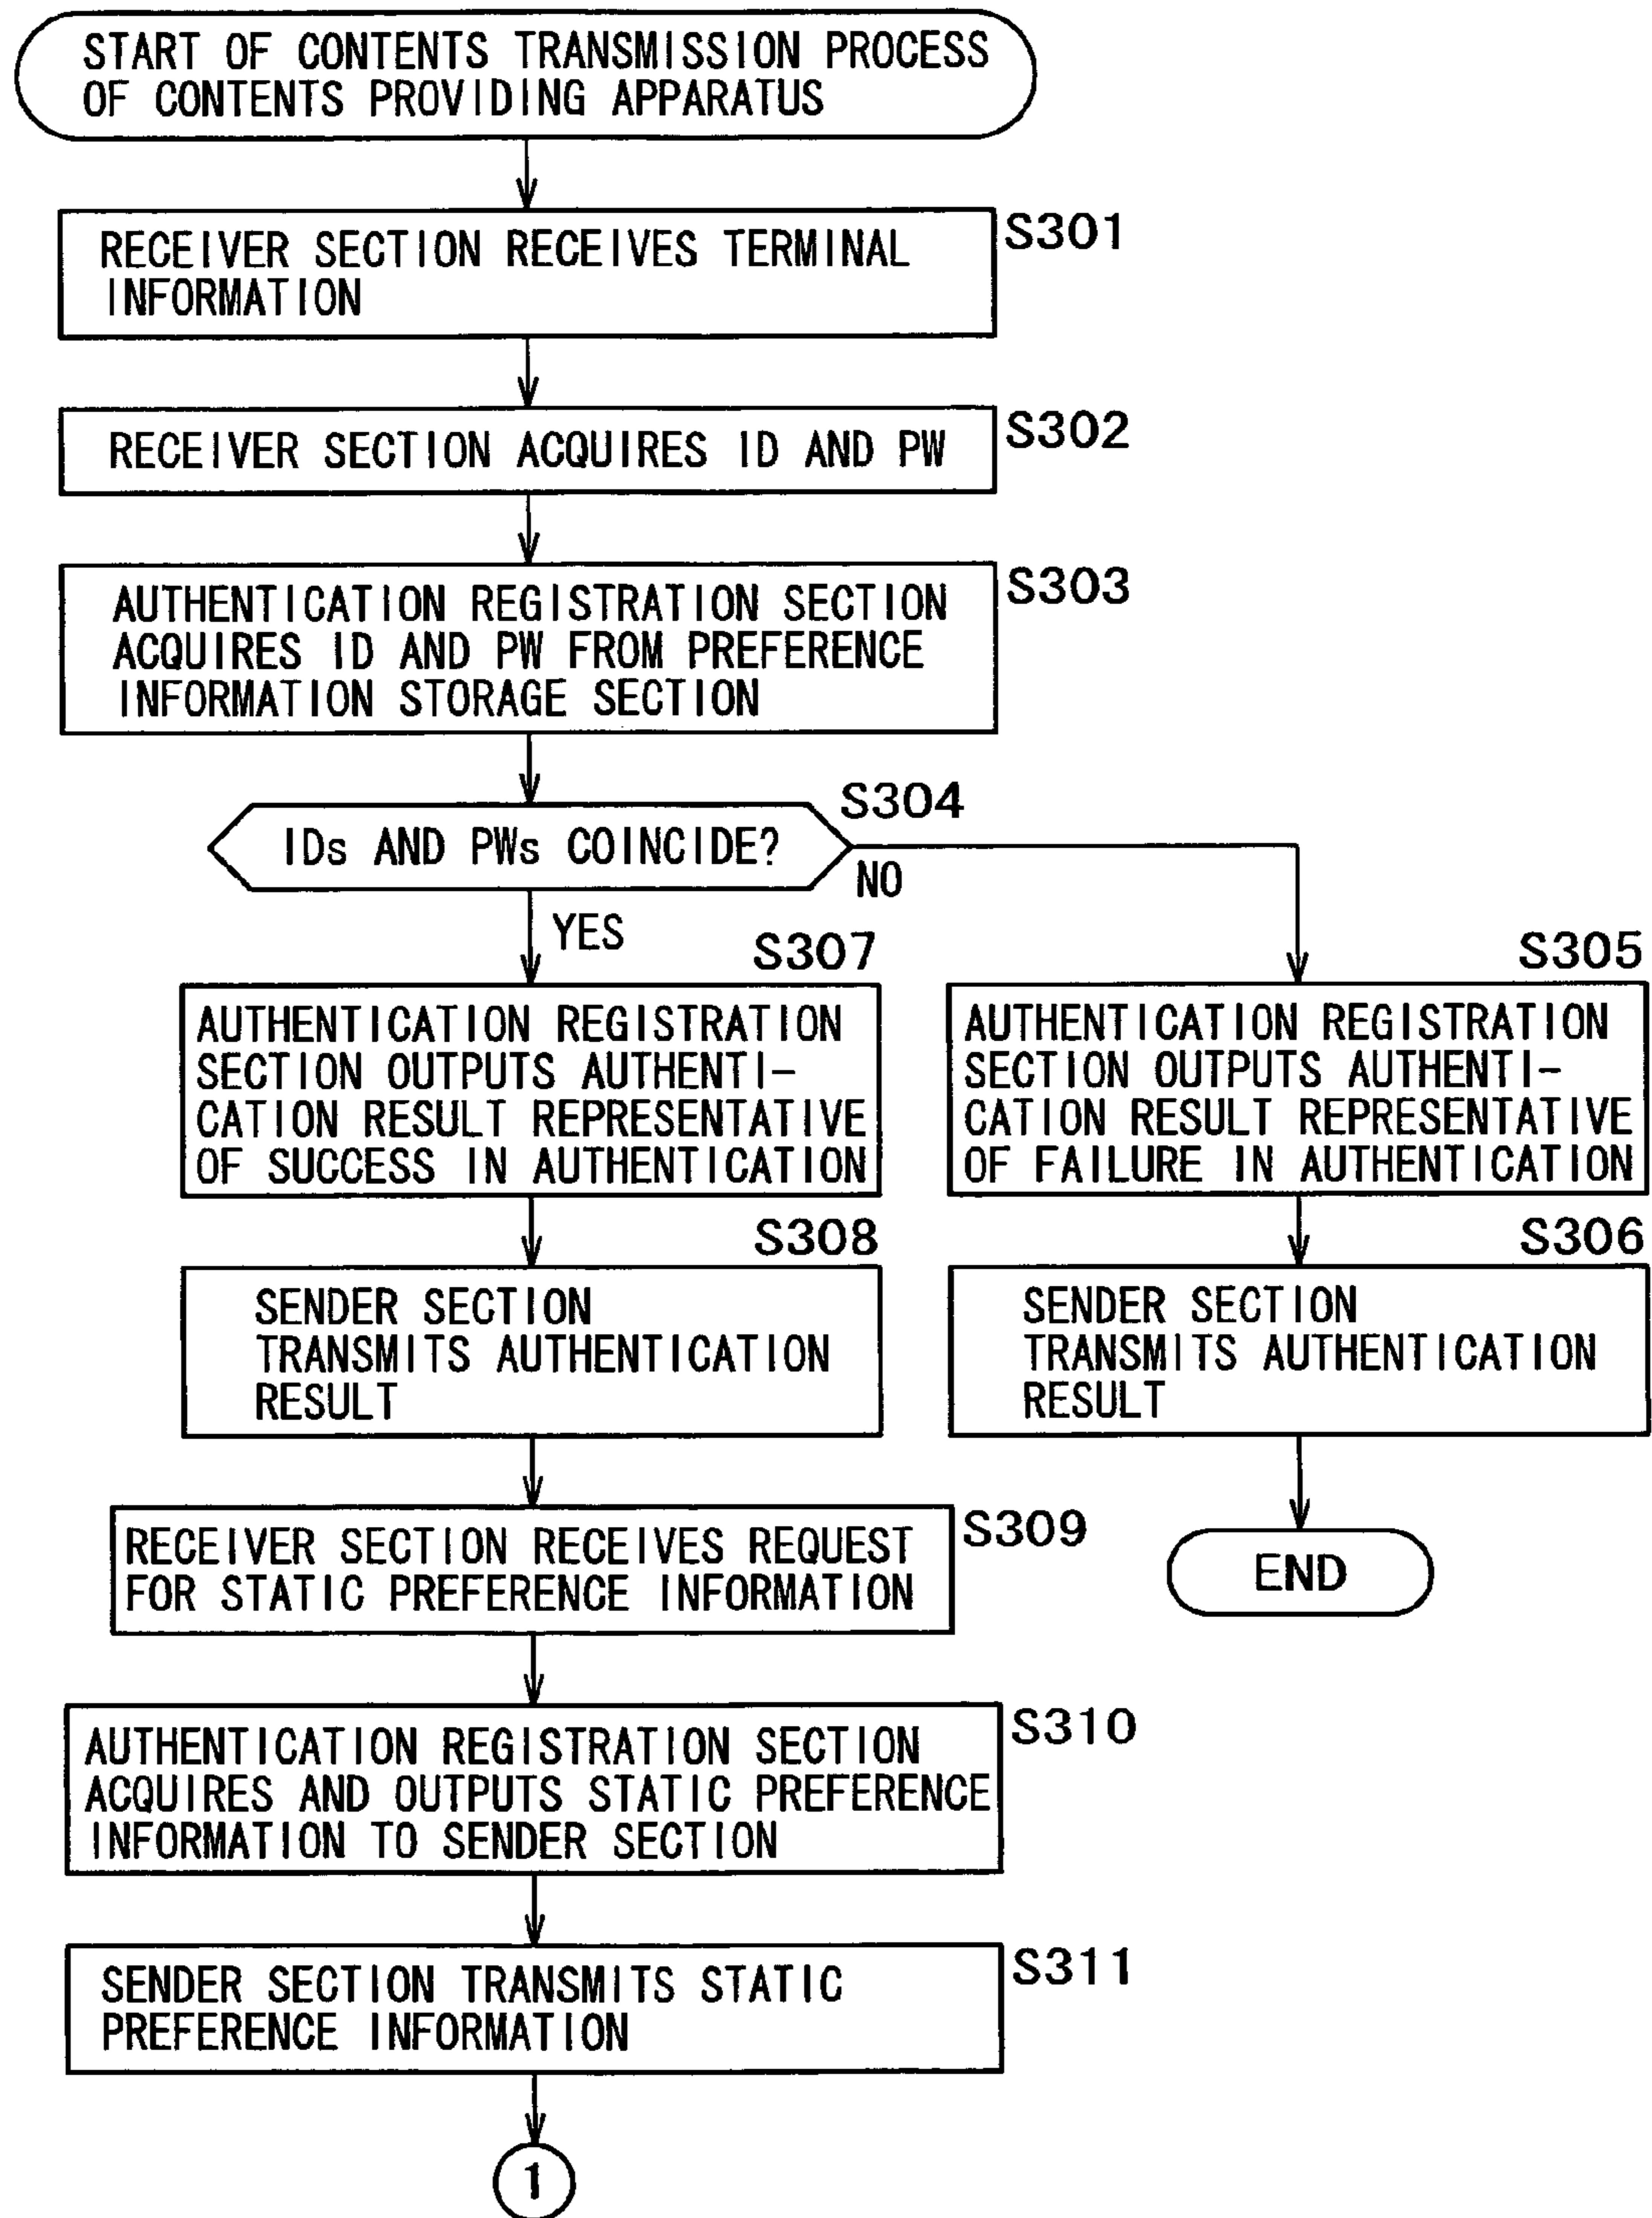 START OF CONTENTS TRANSMISSION PROCESS
OF CONTENTS PROVIDING APPARATUS
S301
RECEIVER SECTION RECEIVES TERMINAL
INFORMATION
S302
RECEIVER SECTION ACQUIRES ID AND PW
S303
AUTHENTICATION REGISTRATION SECTION
ACQUIRES ID AND PW FROM PREFERENCE
INFORMATION STORAGE SECTION
S304
IDs AND PWs COINCIDE?
NO
YES
S307
AUTHENTICATION REGISTRATION
SECTION OUTPUTS AUTHENTI-
CATION RESULT REPRESENTATIVE
OF SUCCESS IN AUTHENTICATION
S305
AUTHENTICATION REGISTRATION
SECTION OUTPUTS AUTHENTI-
CATION RESULT REPRESENTATIVE
OF FAILURE IN AUTHENTICATION
S308
SENDER SECTION
TRANSMITS AUTHENTICATION
RESULT
S306
SENDER SECTION
TRANSMITS AUTHENTICATION
RESULT
S309
RECEIVER SECTION RECEIVES REQUEST
FOR STATIC PREFERENCE INFORMATION
END
S310
AUTHENTICATION REGISTRATION SECTION
ACQUIRES AND OUTPUTS STATIC PREFERENCE
INFORMATION TO SENDER SECTION
S311
SENDER SECTION TRANSMITS STATIC
PREFERENCE INFORMATION
1